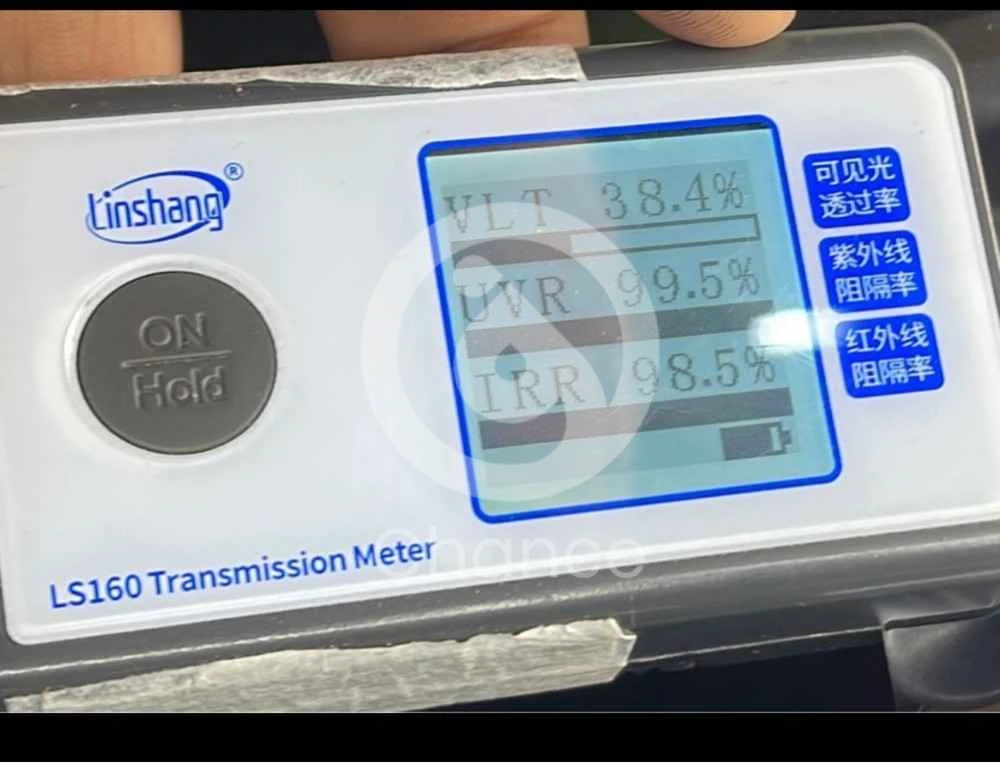 Linshang®
ON
Hold
VLT 38.4%
UVR 99.5%
IRR 98.5%
可见光
透过率
紫外线
阻隔率
红外线
阻隔率
LS160 Transmission Meter